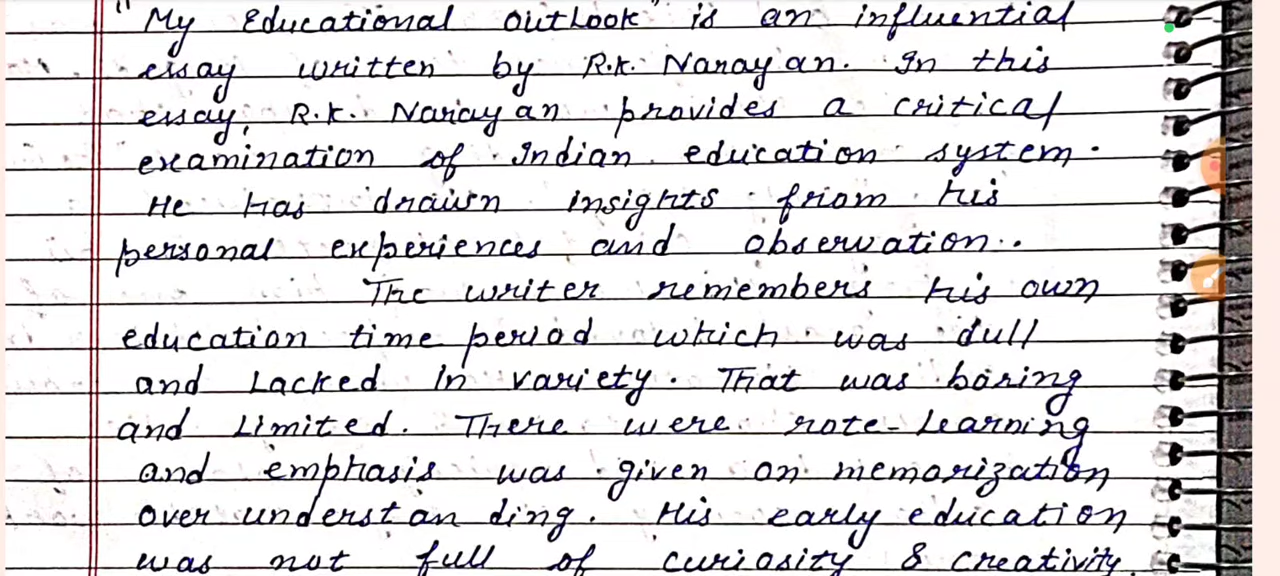 "My Educational outlook" is an influential
essay written by R.K. Narayan. In this
essay, R.K. Narayan provides a critical
examination of Indian education system.
He has drawn insights from his
personal experiences and observation..
The writer remembers his own
education time period which was dull
and Lacked in variety. That was boring
and Limited. There were rote-Learning
and emphasis was given on memorization
over understanding. His early education
was not full of curiosity & creativity.